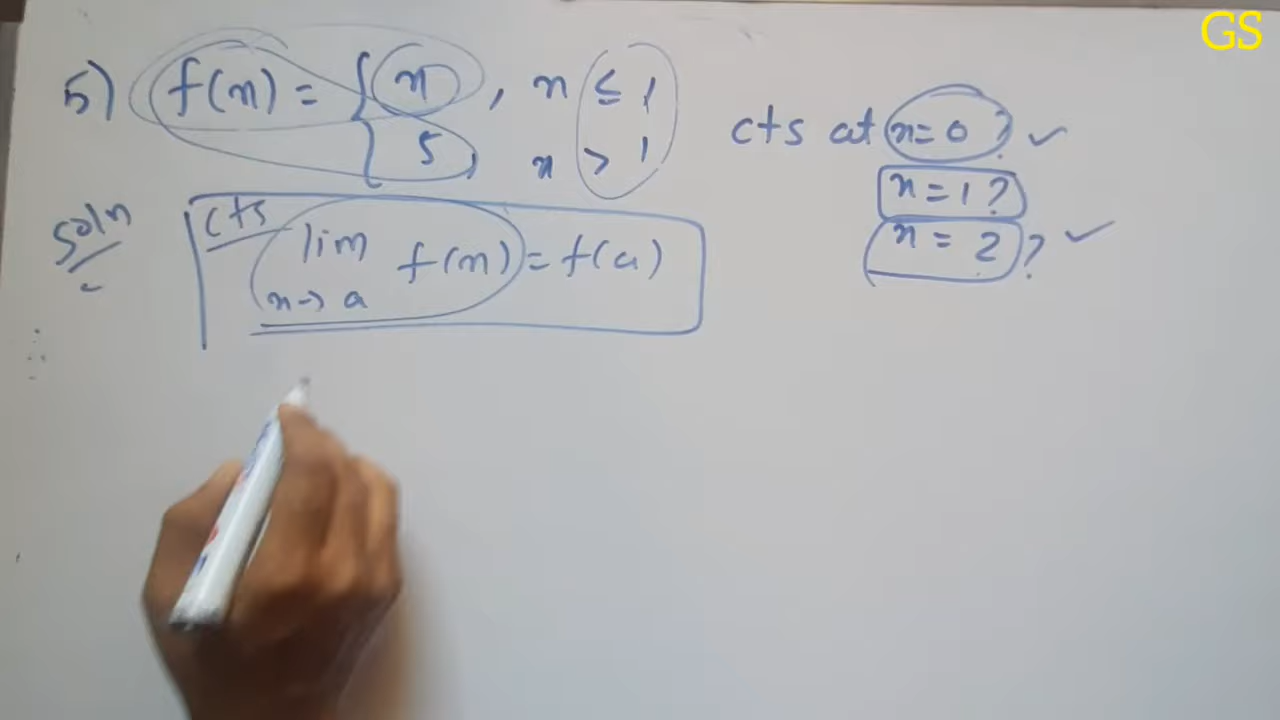 GS
5) f(x) = { x , x ≤ 1
5 , x > 1
cts at x = 0 ? ✓
x = 1 ?
x = 2 ? ✓
Soln
cts
lim f(x) = f(a)
x → a